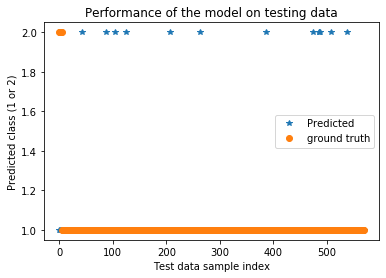 Performance of the model on testing data
2.0
1.8
1.6
1.4
1.2
1.0
Predicted class (1 or 2)
Predicted
ground truth
0 100 200 300 400 500
Test data sample index